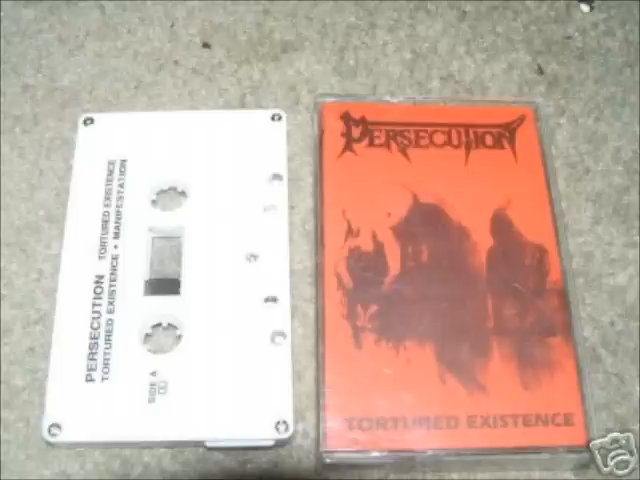 PERSECUTION TORTURED EXISTENCE
TORTURED EXISTENCE • MANIFESTATION
SIDE A
PERSECUTION
TORTURED EXISTENCE